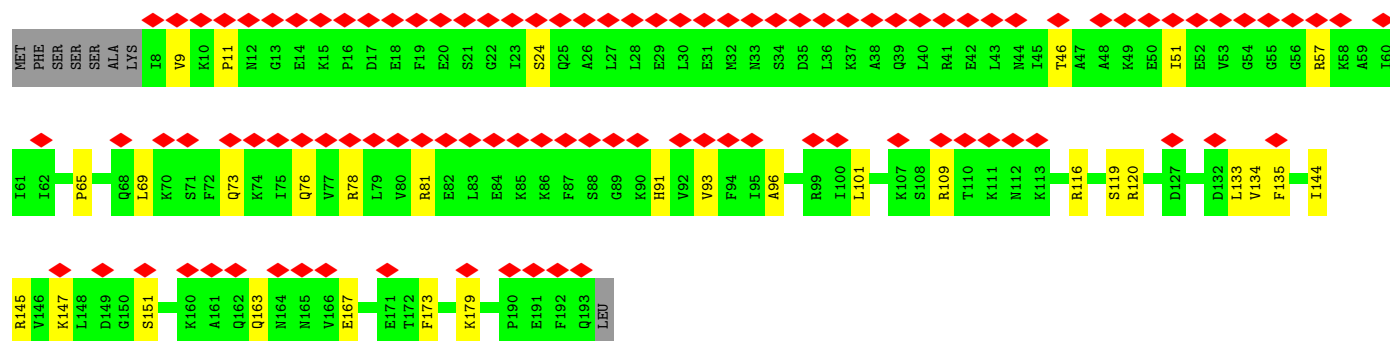 MET PHE SER SER SER ALA LYS I8 V9 K10 P11 N12 G13 E14 K15 P16 D17 E18 F19 E20 S21 G22 I23 S24 Q25 A26 L27 L28 E29 L30 E31 M32 N33 S34 D35 L36 K37 A38 Q39 L40 R41 E42 L43 N44 I45 T46 A47 A48 K49 E50 I51 E52 V53 G54 G55 G56 R57 K58 A59 I60
I61 I62 P65 Q68 L69 K70 S71 F72 Q73 K74 I75 Q76 V77 R78 L79 V80 R81 E82 L83 E84 K85 K86 F87 S88 G89 K90 H91 V92 V93 F94 I95 A96 R99 I100 L101 K107 S108 R109 T110 K111 N112 K113 R116 S119 R120 D127 D132 L133 V134 F135 I144
R145 V146 K147 L148 D149 G150 S151 K160 A161 Q162 Q163 N164 N165 V166 E167 E171 T172 F173 K179 P190 E191 F192 Q193 LEU